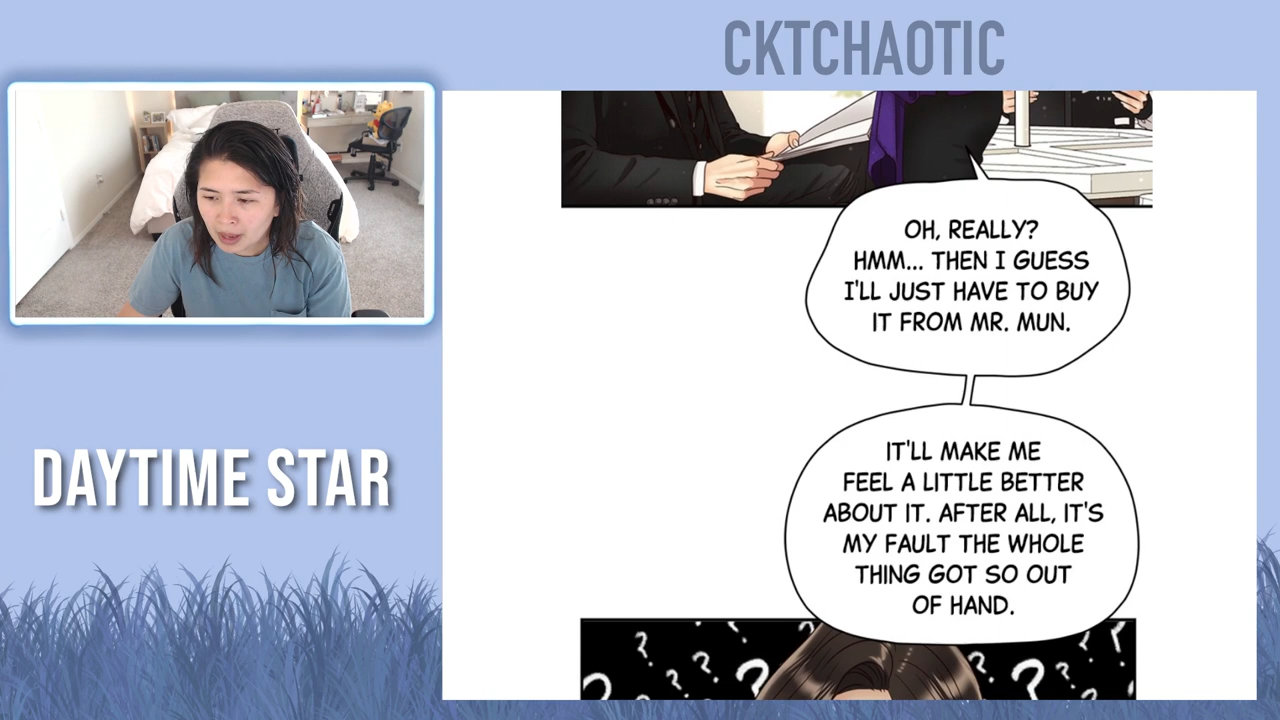 CKTCHAOTIC
OH, REALLY?
HMM... THEN I GUESS
I'LL JUST HAVE TO BUY
IT FROM MR. MUN.
IT'LL MAKE ME
FEEL A LITTLE BETTER
ABOUT IT. AFTER ALL, IT'S
MY FAULT THE WHOLE
THING GOT SO OUT
OF HAND.
DAYTIME STAR
? ? ? ? ? ?